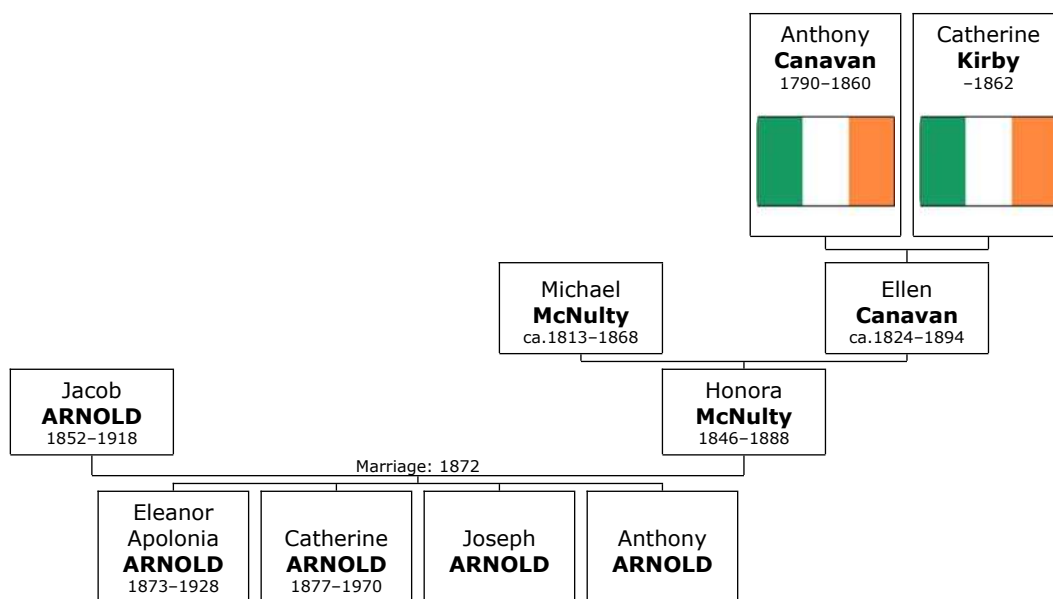 Anthony
Canavan
1790–1860
Catherine
Kirby
–1862
Michael
McNulty
ca.1813–1868
Ellen
Canavan
ca.1824–1894
Jacob
ARNOLD
1852–1918
Honora
McNulty
1846–1888
Marriage: 1872
Eleanor
Apolonia
ARNOLD
1873–1928
Catherine
ARNOLD
1877–1970
Joseph
ARNOLD
Anthony
ARNOLD